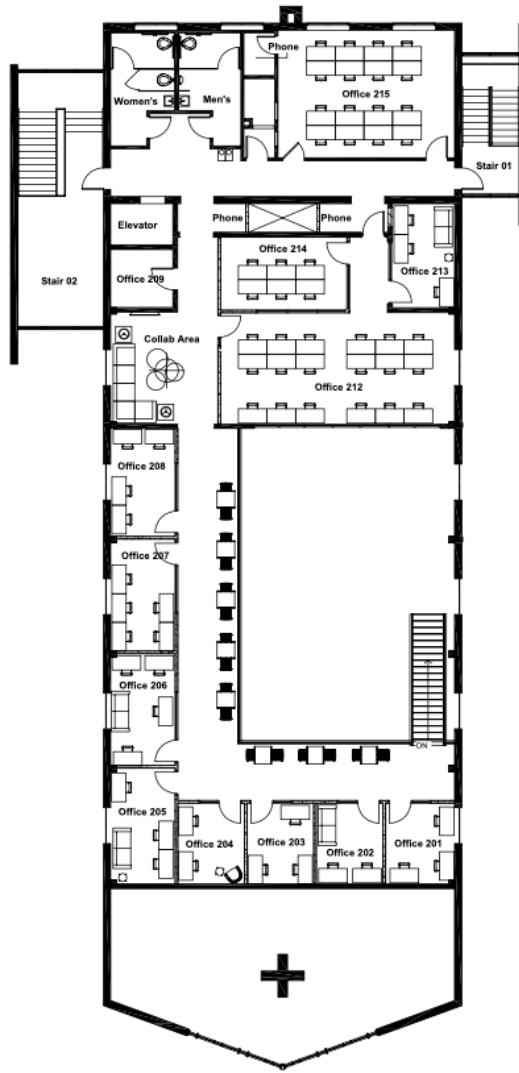 Phone
Women's
Men's
Office 215
Stair 01
Elevator
Phone
Phone
Office 214
Office 213
Office 209
Stair 02
Collab Area
Office 212
Office 208
Office 207
Office 206
DN
Office 205
Office 204
Office 203
Office 202
Office 201